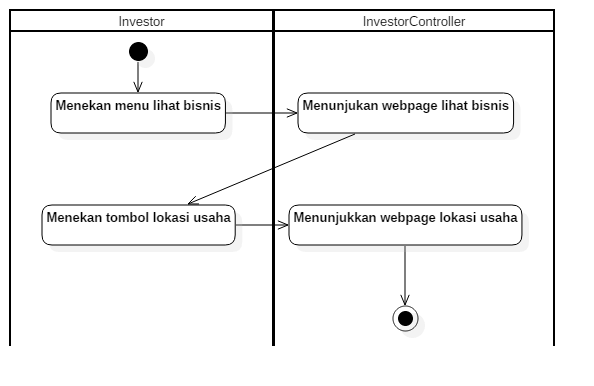 Investor
InvestorController
Menekan menu lihat bisnis
Menunjukan webpage lihat bisnis
Menekan tombol lokasi usaha
Menunjukkan webpage lokasi usaha